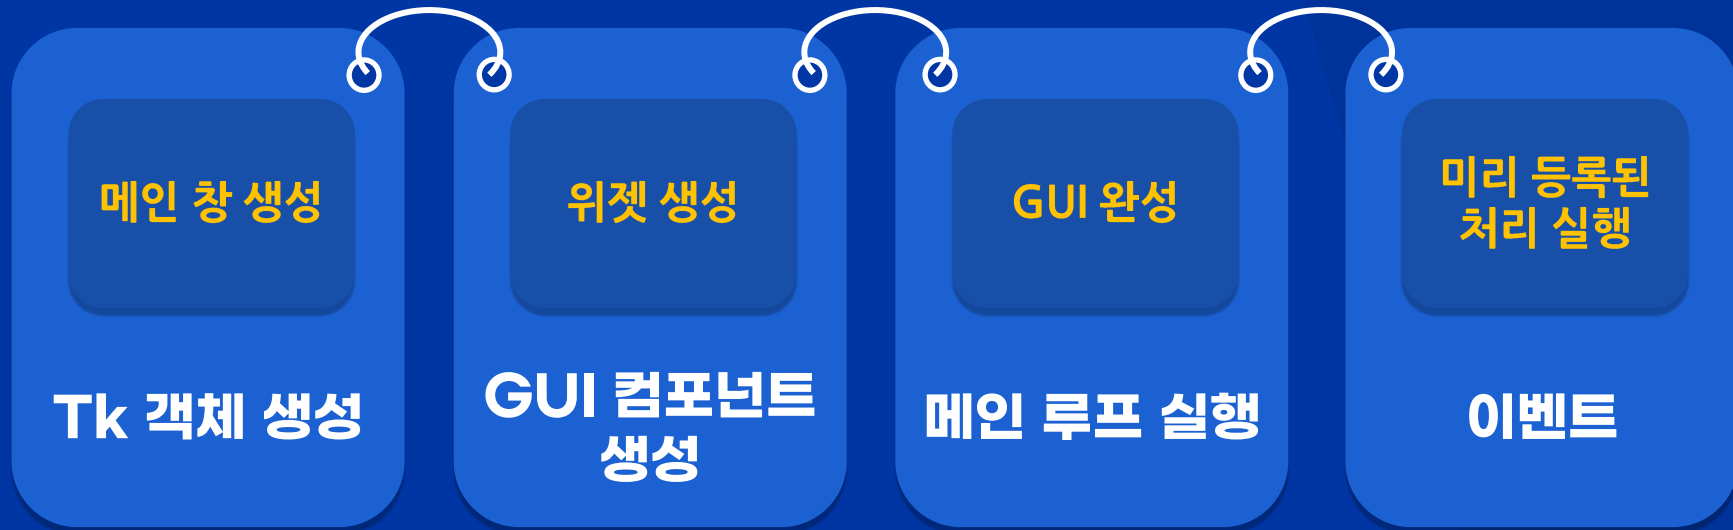 메인 창 생성
Tk 객체 생성
위젯 생성
GUI 컴포넌트
생성
GUI 완성
메인 루프 실행
미리 등록된
처리 실행
이벤트